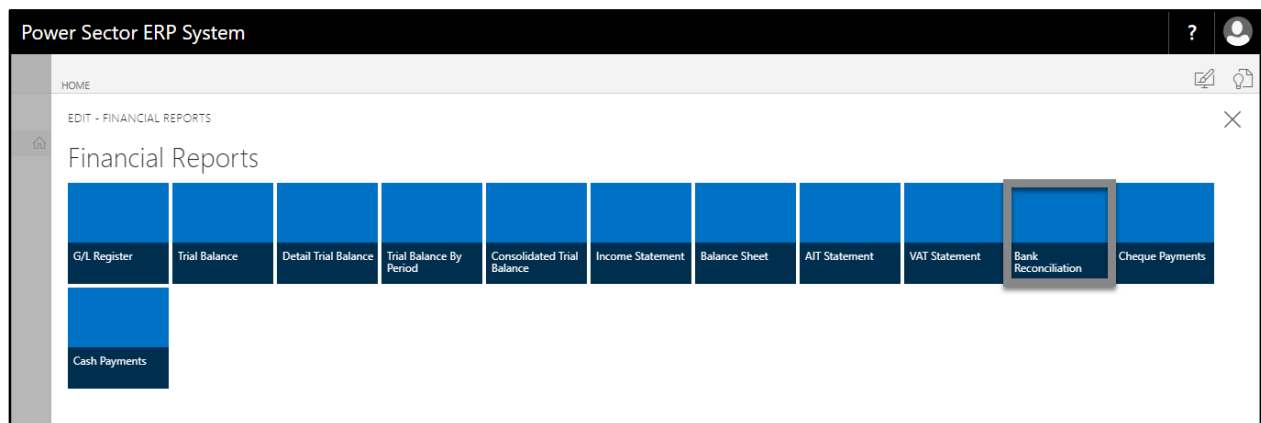 Power Sector ERP System
?
HOME
EDIT - FINANCIAL REPORTS
Financial Reports
G/L Register
Trial Balance
Detail Trial Balance
Trial Balance By
Period
Consolidated Trial
Balance
Income Statement
Balance Sheet
AIT Statement
VAT Statement
Bank
Reconciliation
Cheque Payments
Cash Payments